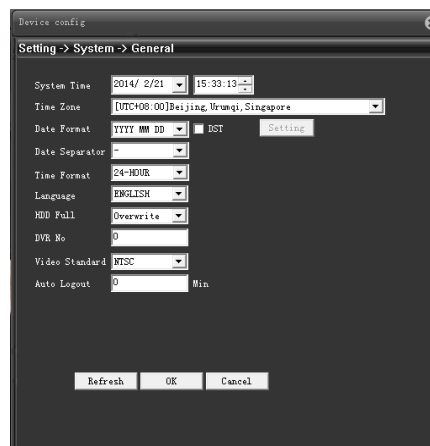 Device config
Setting -> System -> General
System Time 2014/ 2/21 15:33:13
Time Zone [UTC+08:00]Beijing, Urumqi, Singapore
Date Format YYYY MM DD DST Setting
Date Separator -
Time Format 24-HOUR
Language ENGLISH
HDD Full Overwrite
DVR No 0
Video Standard NTSC
Auto Logout 0 Min
Refresh OK Cancel